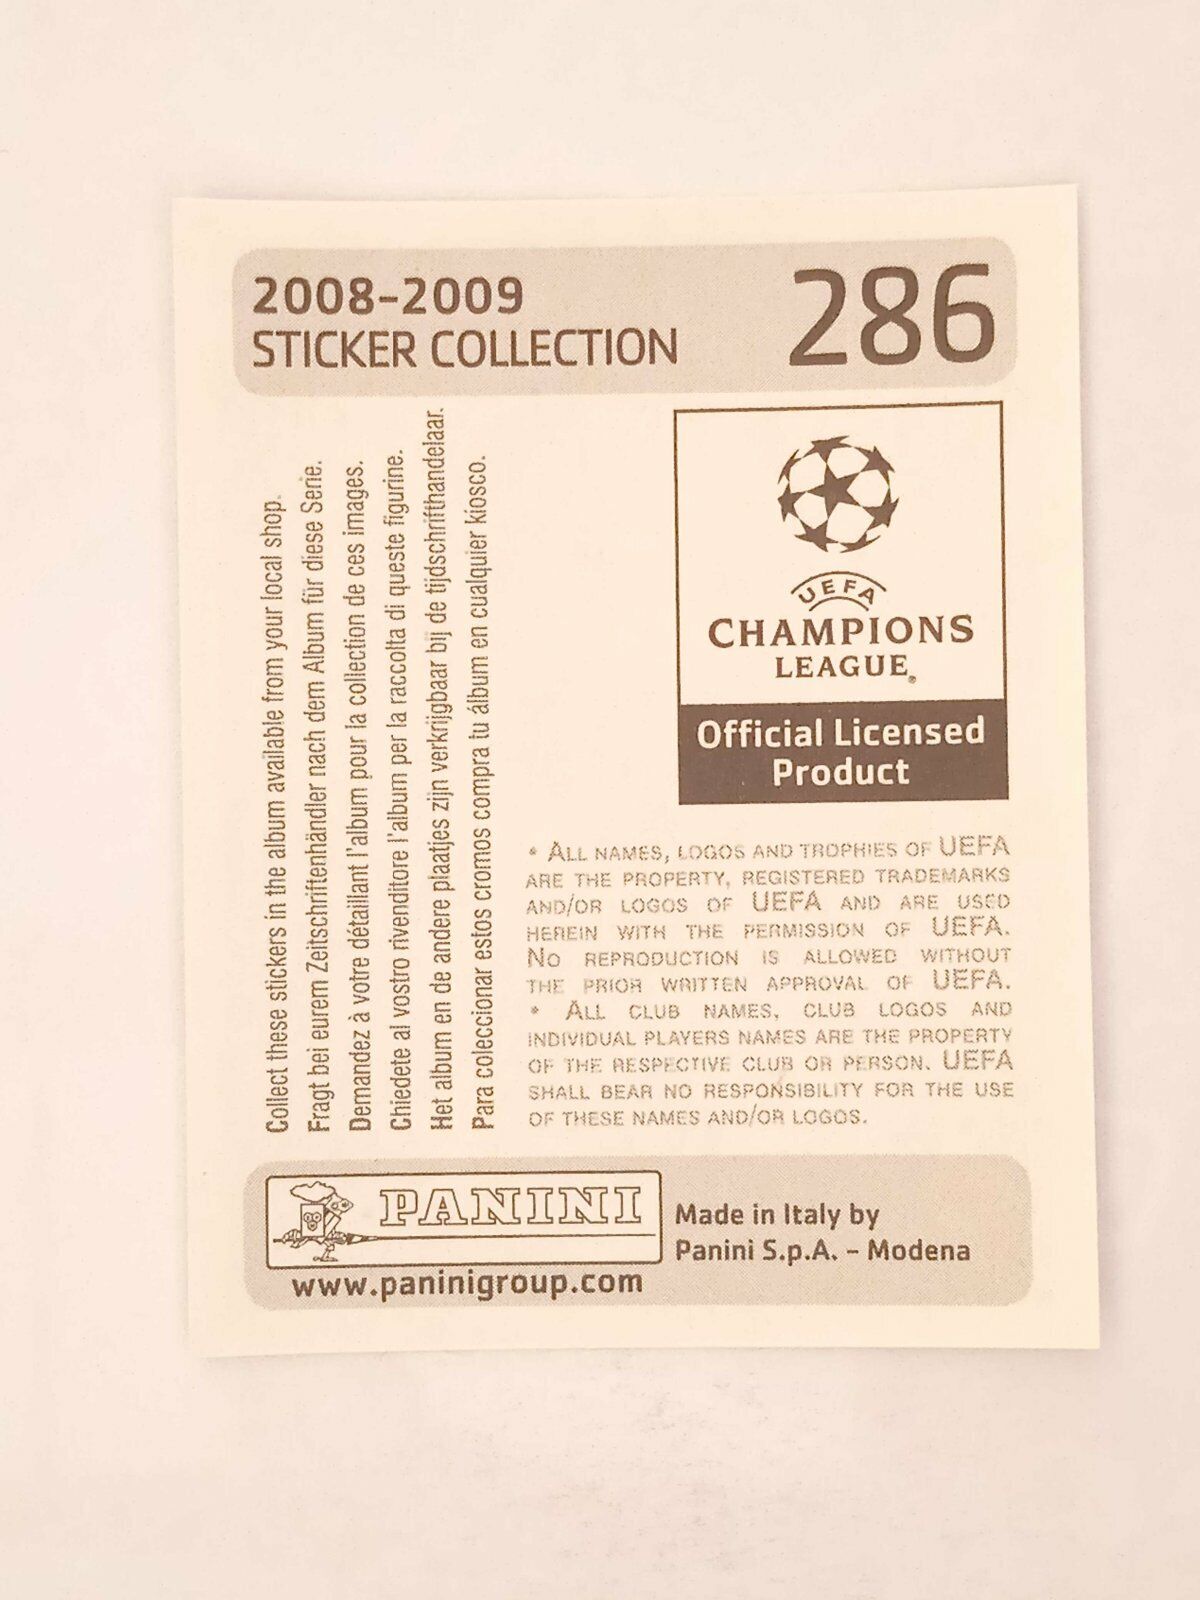 2008-2009
STICKER COLLECTION
286
Collect these stickers in the album available from your local shop.
Fragt bei eurem Zeitschriftenhändler nach dem Album für diese Serie.
Demandez à votre détaillant l'album pour la collection de ces images.
Chiedete al vostro rivenditore l'album per la raccolta di queste figurine.
Het album en de andere plaatjes zijn verkrijgbaar bij de tijdschrifthandelaar.
Para coleccionar estos cromos compra tu álbum en cualquier kiosco.
UEFA
CHAMPIONS
LEAGUE®
Official Licensed
Product
• ALL NAMES, LOGOS AND TROPHIES OF UEFA
ARE THE PROPERTY, REGISTERED TRADEMARKS
AND/OR LOGOS OF UEFA AND ARE USED
HEREIN WITH THE PERMISSION OF UEFA.
NO REPRODUCTION IS ALLOWED WITHOUT
THE PRIOR WRITTEN APPROVAL OF UEFA.
• ALL CLUB NAMES, CLUB LOGOS AND
INDIVIDUAL PLAYERS NAMES ARE THE PROPERTY
OF THE RESPECTIVE CLUB OR PERSON. UEFA
SHALL BEAR NO RESPONSIBILITY FOR THE USE
OF THESE NAMES AND/OR LOGOS.
PANINI
www.paninigroup.com
Made in Italy by
Panini S.p.A. - Modena